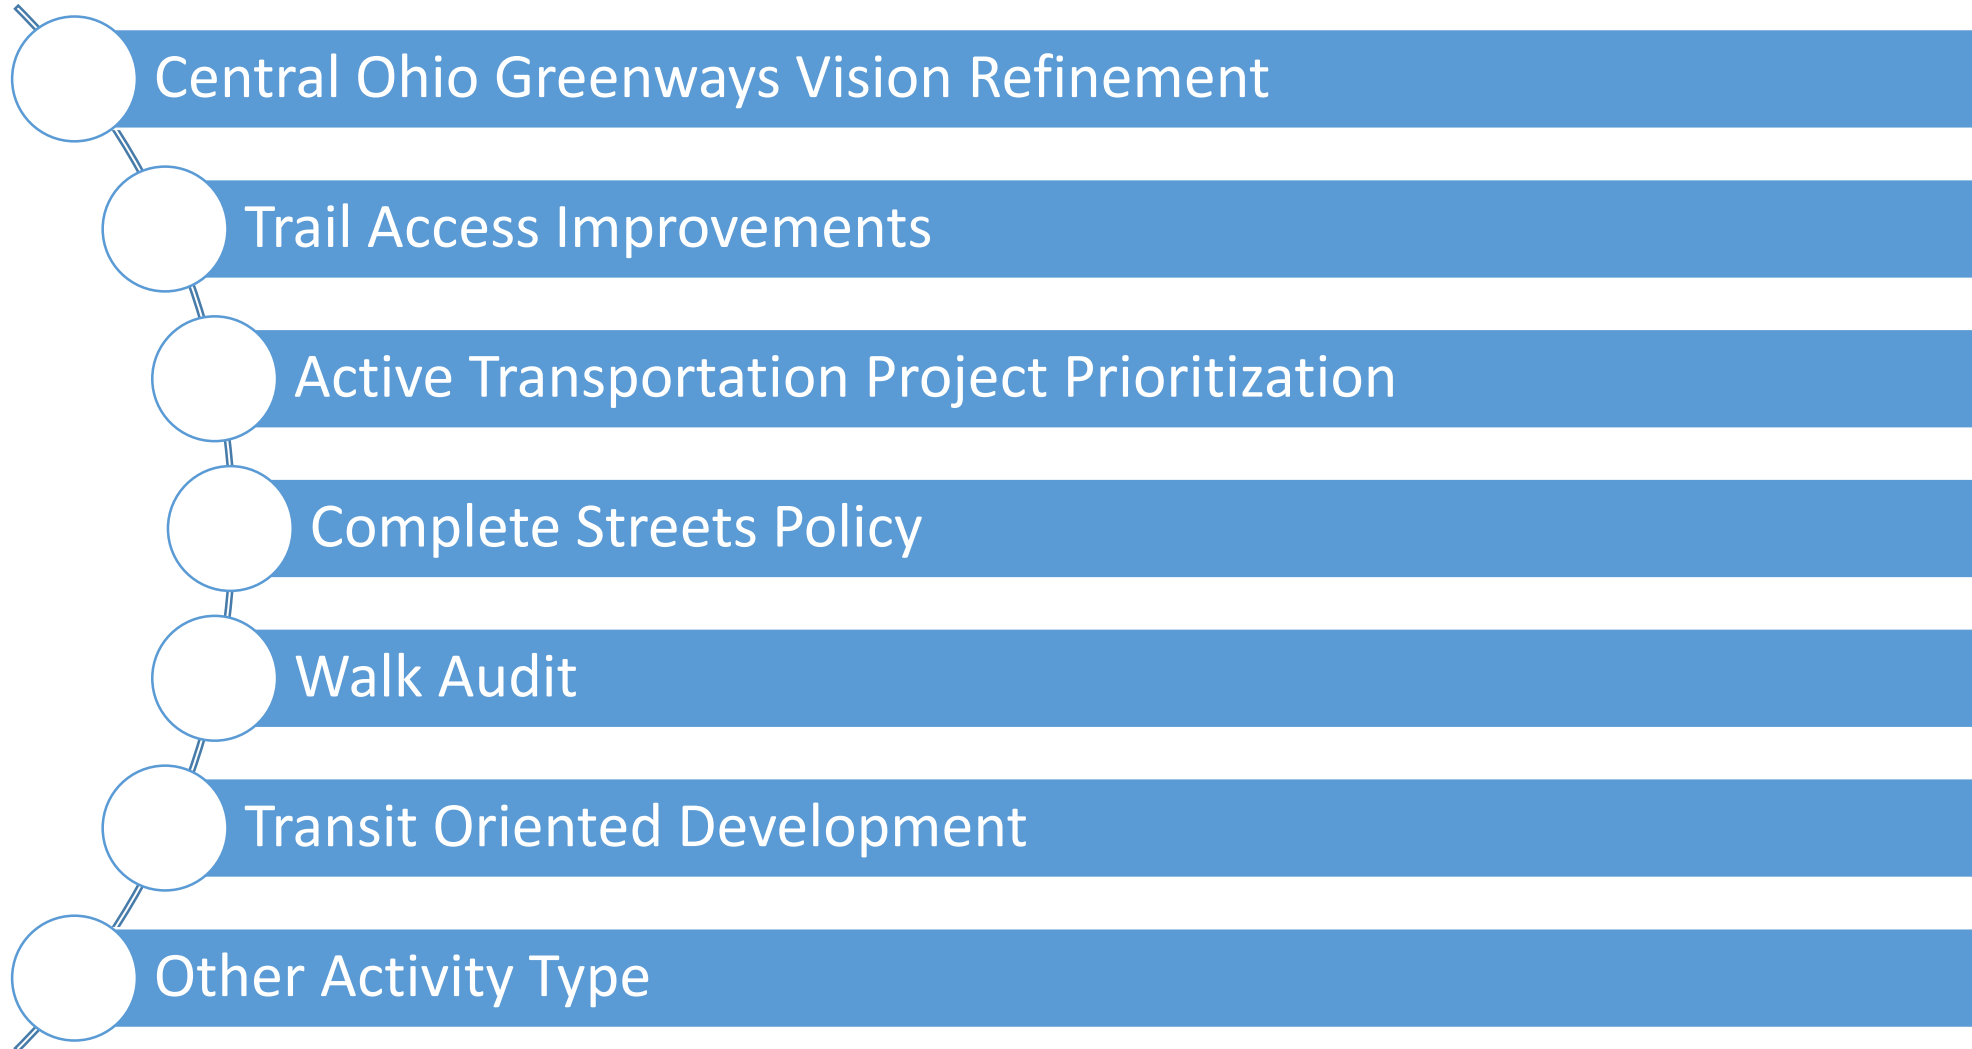 Central Ohio Greenways Vision Refinement
Trail Access Improvements
Active Transportation Project Prioritization
Complete Streets Policy
Walk Audit
Transit Oriented Development
Other Activity Type